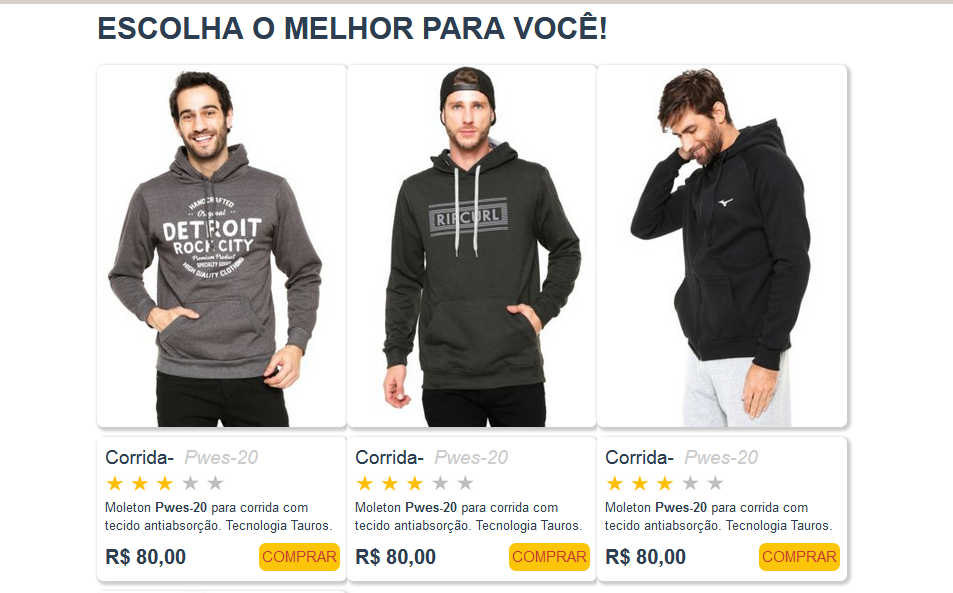 ESCOLHA O MELHOR PARA VOCÊ!
HANDCRAFTED
Original
DETROIT
ROCK CITY
Premium Product
SPECIALTY GOODS
HIGH QUALITY CLOTHING
RIPCURL
Corrida- Pwes-20
Moleton Pwes-20 para corrida com
tecido antiabsorção. Tecnologia Tauros.
R$ 80,00 COMPRAR
Corrida- Pwes-20
Moleton Pwes-20 para corrida com
tecido antiabsorção. Tecnologia Tauros.
R$ 80,00 COMPRAR
Corrida- Pwes-20
Moleton Pwes-20 para corrida com
tecido antiabsorção. Tecnologia Tauros.
R$ 80,00 COMPRAR